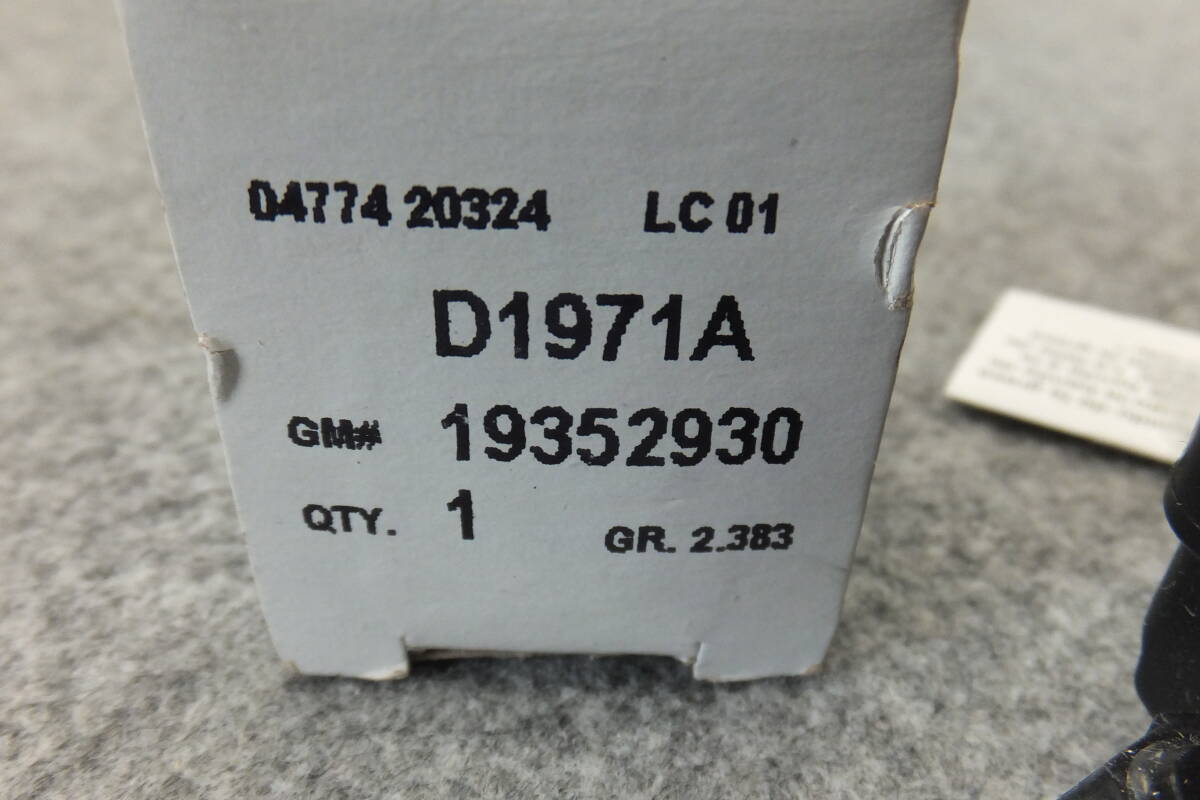 04774 20324 LC 01
D1971A
GM# 19352930
QTY. 1 GR. 2.383